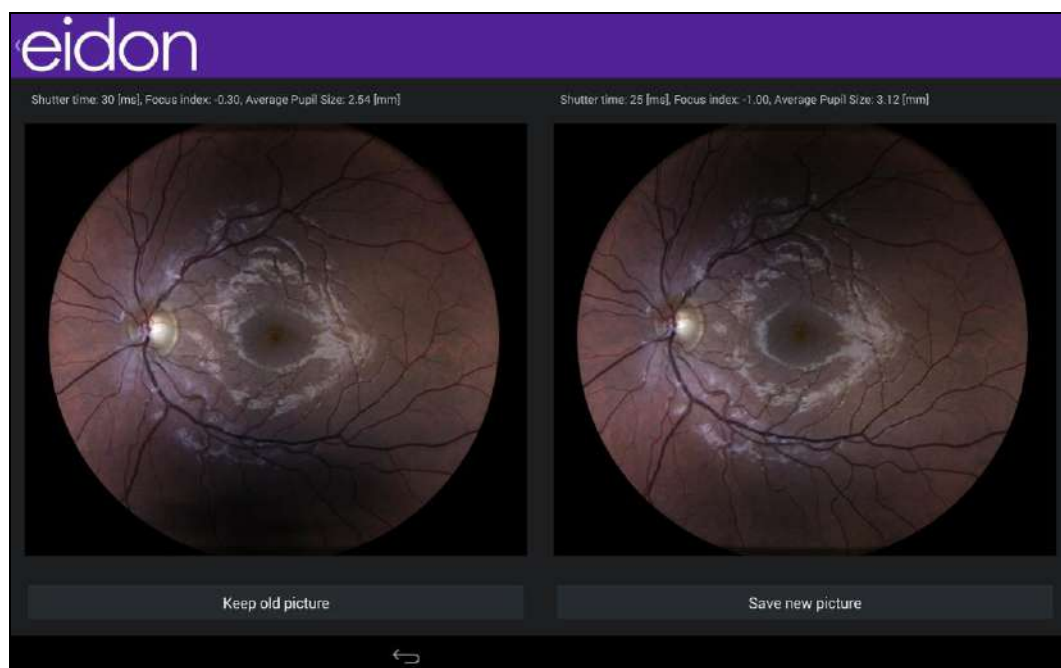 eidon
Shutter time: 30 [ms], Focus index: -0.30, Average Pupil Size: 2.54 [mm]
Shutter time: 25 [ms], Focus index: -1.00, Average Pupil Size: 3.12 [mm]
Keep old picture
Save new picture